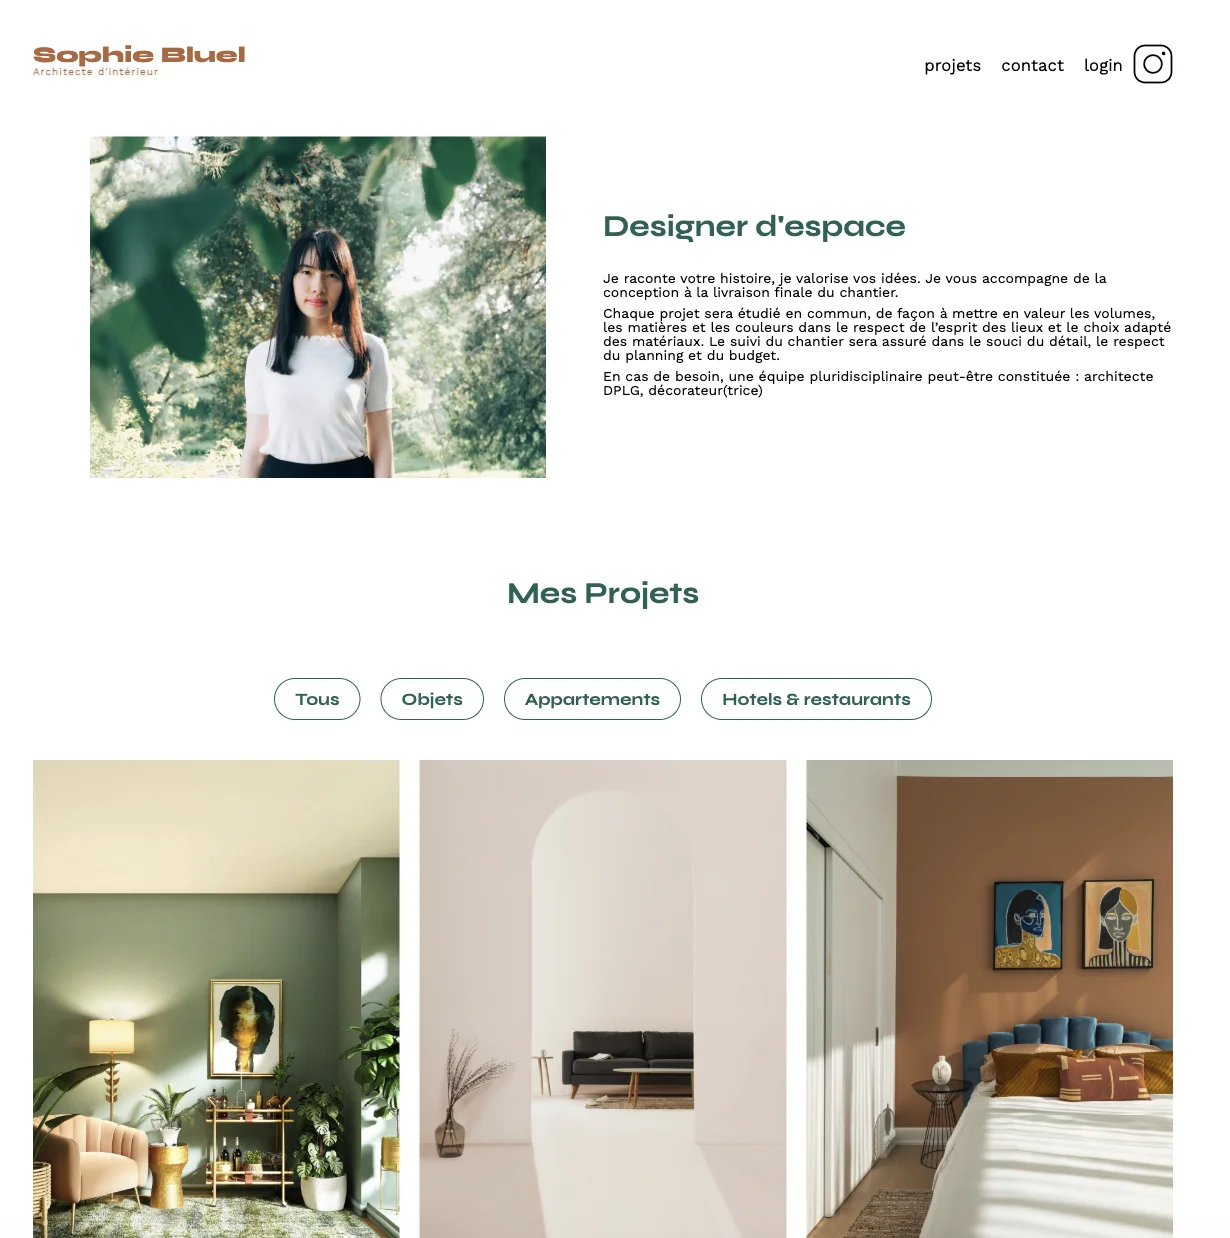 Sophie Bluel
Architecte d'intérieur
projets
contact
login
Designer d'espace
Je raconte votre histoire, je valorise vos idées. Je vous accompagne de la
conception à la livraison finale du chantier.
Chaque projet sera étudié en commun, de façon à mettre en valeur les volumes,
les matières et les couleurs dans le respect de l’esprit des lieux et le choix adapté
des matériaux. Le suivi du chantier sera assuré dans le souci du détail, le respect
du planning et du budget.
En cas de besoin, une équipe pluridisciplinaire peut-être constituée : architecte
DPLG, décorateur(trice)
Mes Projets
Tous
Objets
Appartements
Hotels & restaurants